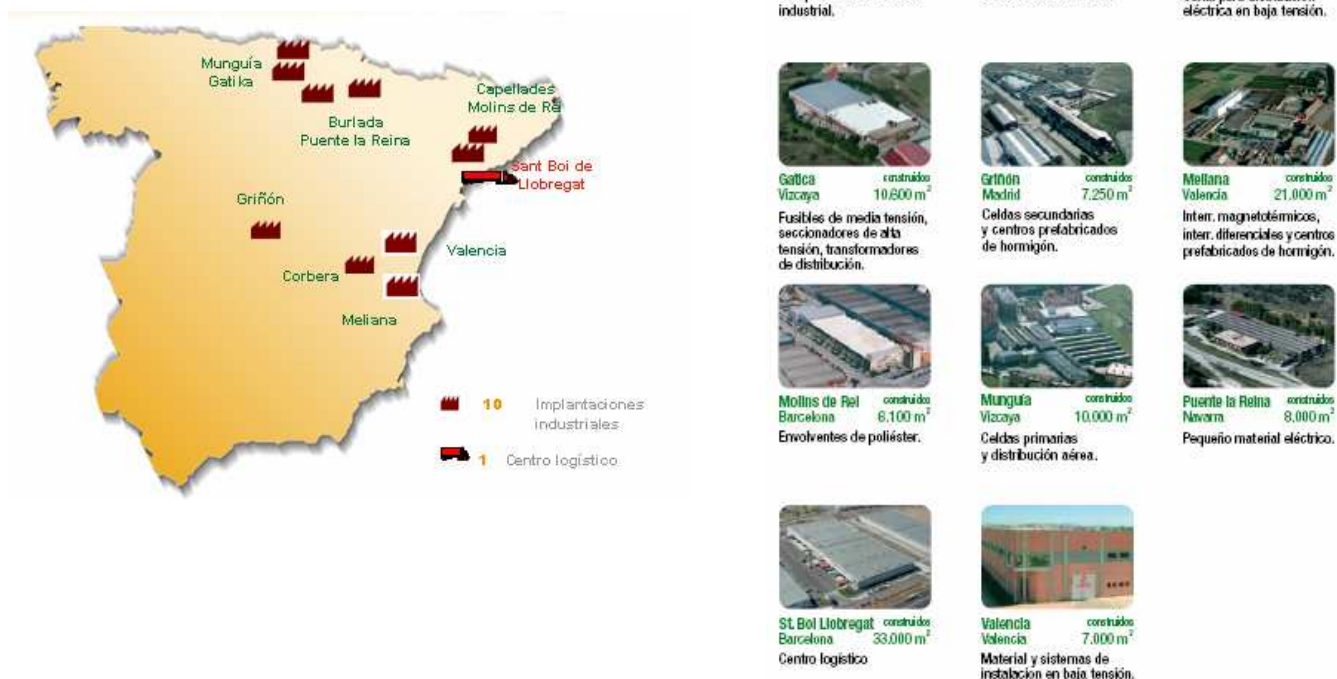 Munguía
Gatika
Burlada
Puente la Reina
Capellades
Molins de Rei
Sant Boi de
Llobregat
Griñón
Valencia
Corbera
Meliana
10 Implantaciones
industriales
1 Centro logístico
industrial.
eléctrica en baja tensión.
Gatica construidos
Vizcaya 10.600 m²
Fusibles de media tensión,
seccionadores de alta
tensión, transformadores
de distribución.
Griñón construidos
Madrid 7.250 m²
Celdas secundarias
y centros prefabricados
de hormigón.
Meliana construidos
Valencia 21.000 m²
Interr. magnetotérmicos,
interr. diferenciales y centros
prefabricados de hormigón.
Molins de Rei construidos
Barcelona 6.100 m²
Envolventes de poliéster.
Munguía construidos
Vizcaya 10.000 m²
Celdas primarias
y distribución aérea.
Puente la Reina construidos
Navarra 8.000 m²
Pequeño material eléctrico.
St. Boi Llobregat construidos
Barcelona 33.000 m²
Centro logístico
Valencia construidos
Valencia 7.000 m²
Material y sistemas de
instalacion en baja tensión.